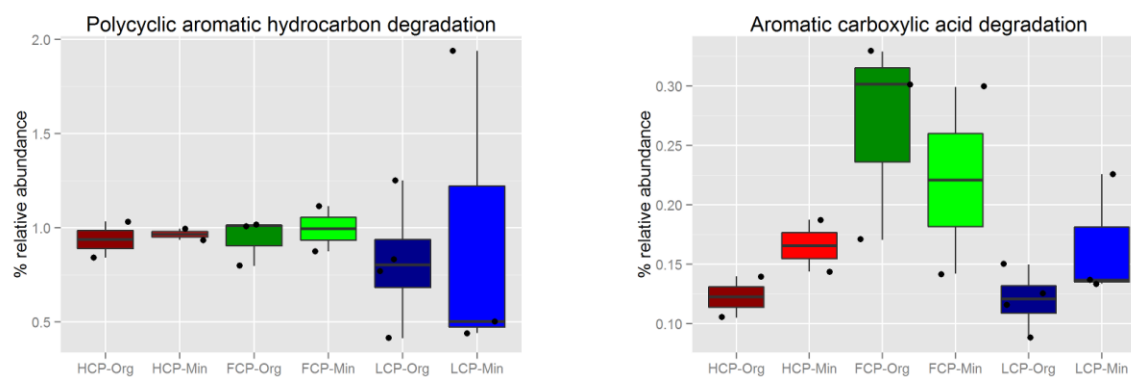 Polycyclic aromatic hydrocarbon degradation
% relative abundance
2.0
1.5
1.0
0.5
HCP-Org HCP-Min FCP-Org FCP-Min LCP-Org LCP-Min
Aromatic carboxylic acid degradation
% relative abundance
0.30
0.25
0.20
0.15
0.10
HCP-Org HCP-Min FCP-Org FCP-Min LCP-Org LCP-Min